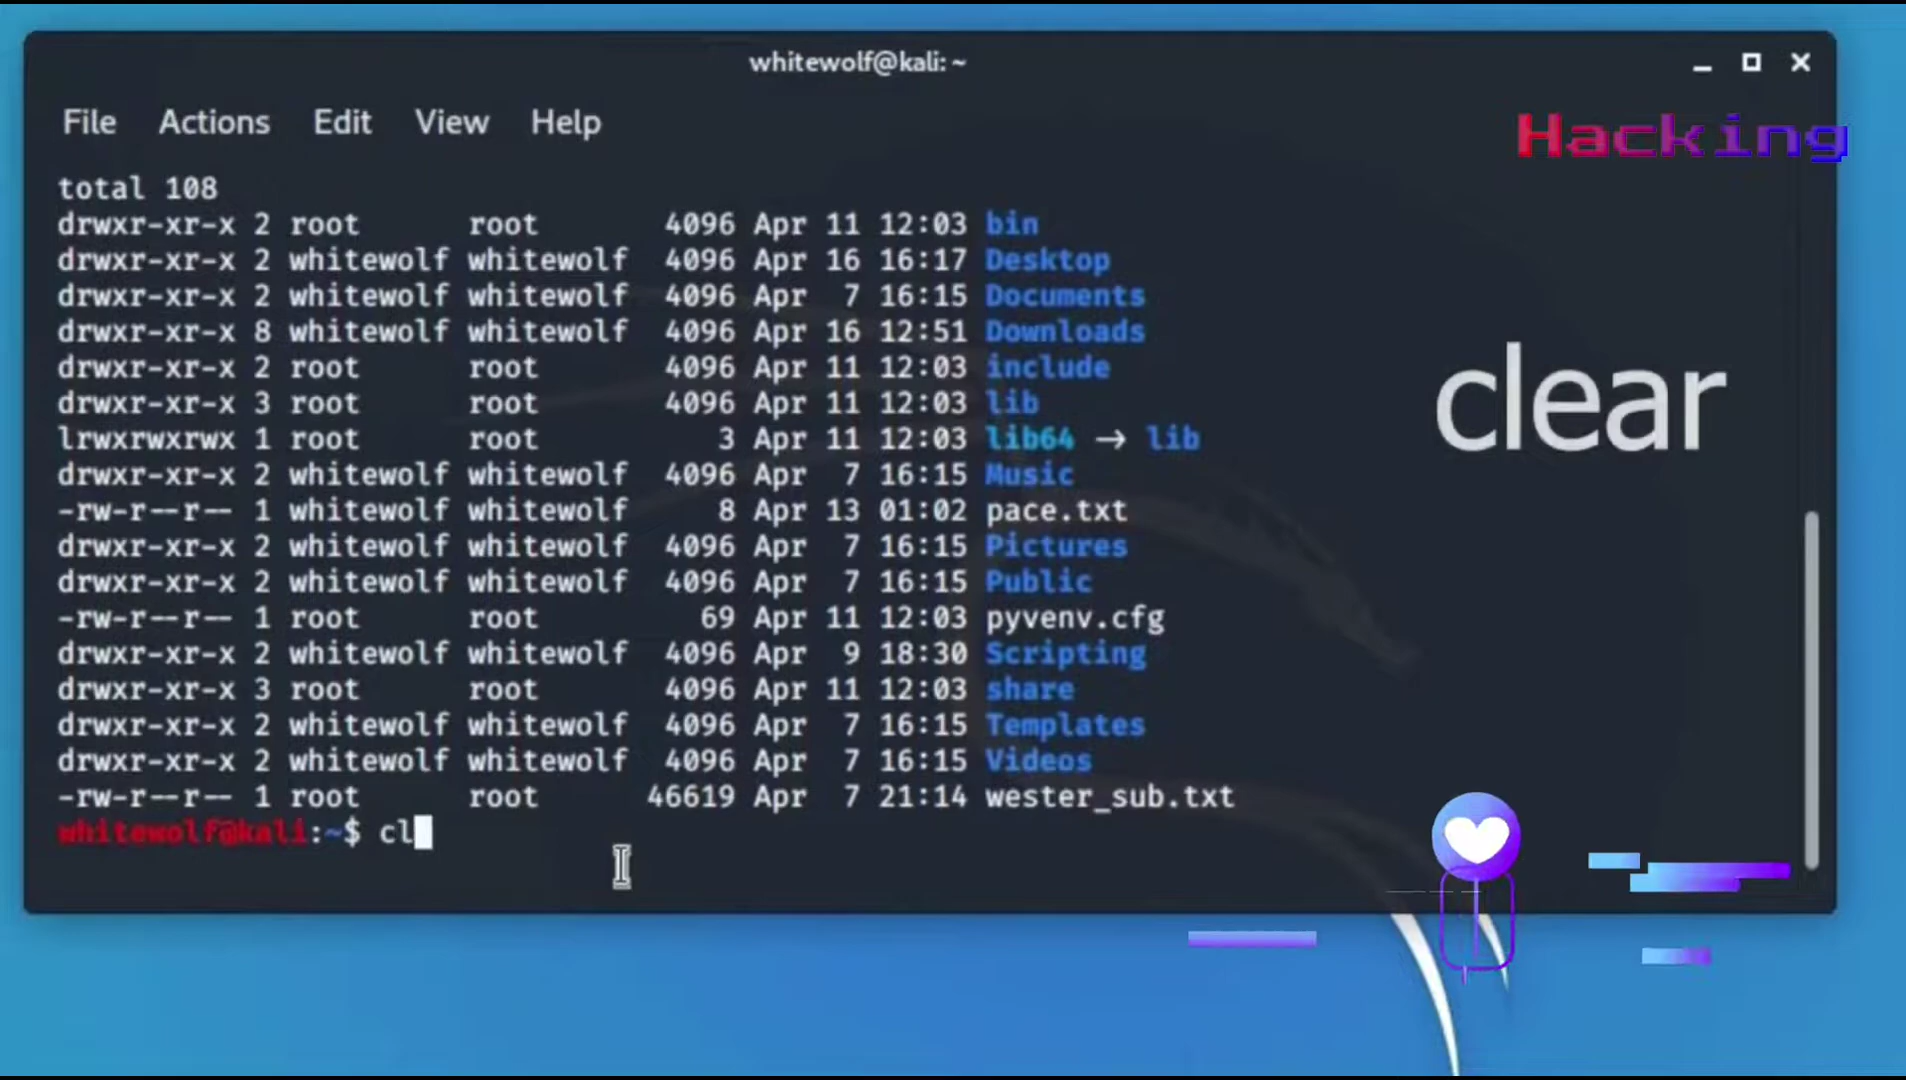 whitewolf@kali: ~
File Actions Edit View Help
Hacking
total 108
drwxr-xr-x 2 root root 4096 Apr 11 12:03 bin
drwxr-xr-x 2 whitewolf whitewolf 4096 Apr 16 16:17 Desktop
drwxr-xr-x 2 whitewolf whitewolf 4096 Apr 7 16:15 Documents
drwxr-xr-x 8 whitewolf whitewolf 4096 Apr 16 12:51 Downloads
drwxr-xr-x 2 root root 4096 Apr 11 12:03 include
drwxr-xr-x 3 root root 4096 Apr 11 12:03 lib
lrwxrwxrwx 1 root root 3 Apr 11 12:03 lib64 → lib
drwxr-xr-x 2 whitewolf whitewolf 4096 Apr 7 16:15 Music
-rw-r--r-- 1 whitewolf whitewolf 8 Apr 13 01:02 pace.txt
drwxr-xr-x 2 whitewolf whitewolf 4096 Apr 7 16:15 Pictures
drwxr-xr-x 2 whitewolf whitewolf 4096 Apr 7 16:15 Public
-rw-r--r-- 1 root root 69 Apr 11 12:03 pyvenv.cfg
drwxr-xr-x 2 whitewolf whitewolf 4096 Apr 9 18:30 Scripting
drwxr-xr-x 3 root root 4096 Apr 11 12:03 share
drwxr-xr-x 2 whitewolf whitewolf 4096 Apr 7 16:15 Templates
drwxr-xr-x 2 whitewolf whitewolf 4096 Apr 7 16:15 Videos
-rw-r--r-- 1 root root 46619 Apr 7 21:14 wester_sub.txt
whitewolf@kali:~$ cl
clear